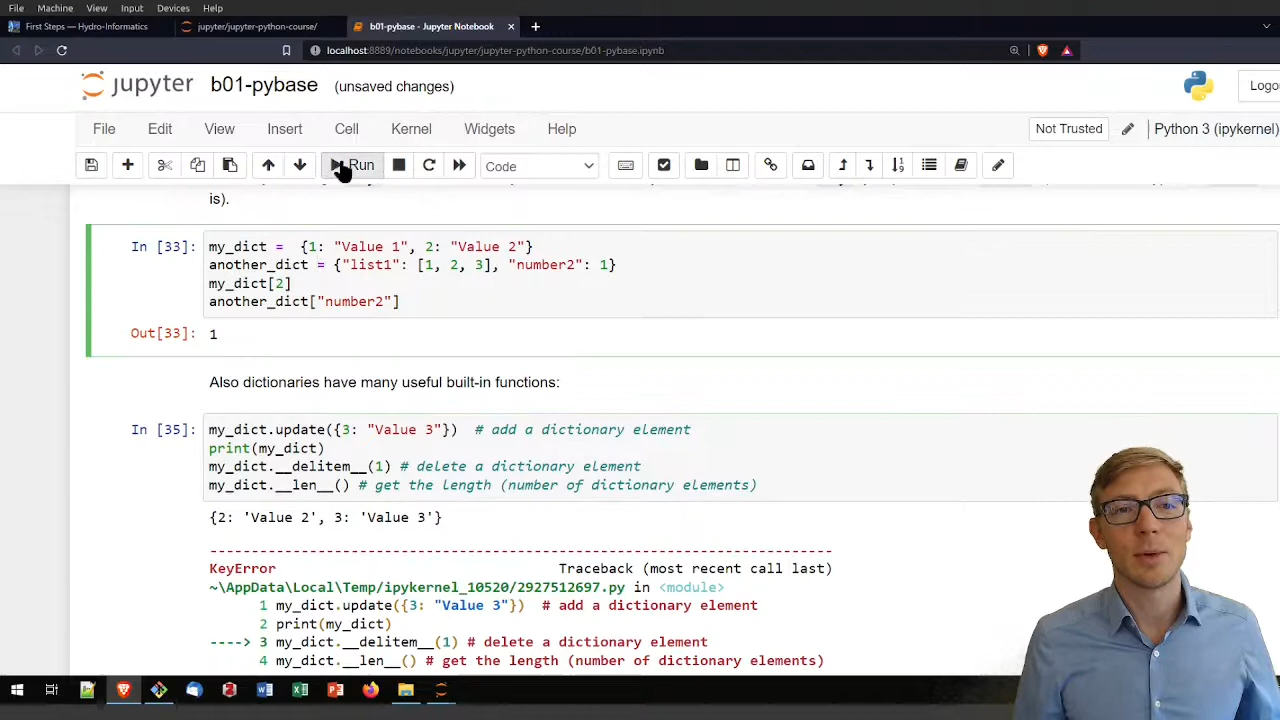 File Machine View Input Devices Help
First Steps — Hydro-Informatics
jupyter/jupyter-python-course/
b01-pybase - Jupyter Notebook
localhost:8889/notebooks/jupyter/jupyter-python-course/b01-pybase.ipynb
jupyter b01-pybase (unsaved changes)
Logo
File Edit View Insert Cell Kernel Widgets Help
Not Trusted
Python 3 (ipykernel)
Run
Code
is).
In [33]: my_dict = {1: "Value 1", 2: "Value 2"}
another_dict = {"list1": [1, 2, 3], "number2": 1}
my_dict[2]
another_dict["number2"]
Out[33]: 1
Also dictionaries have many useful built-in functions:
In [35]: my_dict.update({3: "Value 3"}) # add a dictionary element
print(my_dict)
my_dict.__delitem__(1) # delete a dictionary element
my_dict.__len__() # get the length (number of dictionary elements)
{2: 'Value 2', 3: 'Value 3'}
---------------------------------------------------------------------------
KeyError Traceback (most recent call last)
~\AppData\Local\Temp/ipykernel_10520/2927512697.py in <module>
1 my_dict.update({3: "Value 3"}) # add a dictionary element
2 print(my_dict)
----> 3 my_dict.__delitem__(1) # delete a dictionary element
4 my_dict.__len__() # get the length (number of dictionary elements)